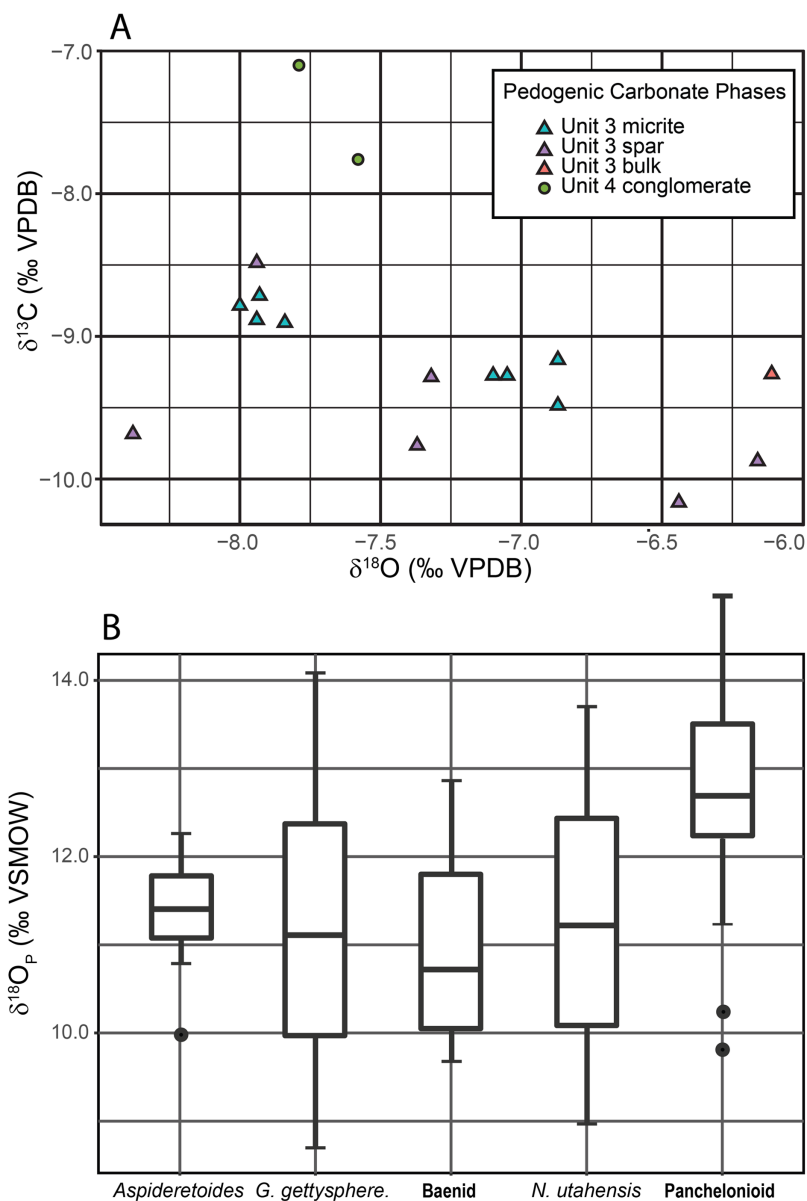 A
−7.0
−8.0
−9.0
−10.0
δ13C (‰ VPDB)
Pedogenic Carbonate Phases
Unit 3 micrite
Unit 3 spar
Unit 3 bulk
Unit 4 conglomerate
−8.0 −7.5 −7.0 −6.5 −6.0
δ18O (‰ VPDB)
B
14.0
12.0
10.0
δ18OP (‰ VSMOW)
Aspideretoides G. gettysphere. Baenid N. utahensis Panchelonioid